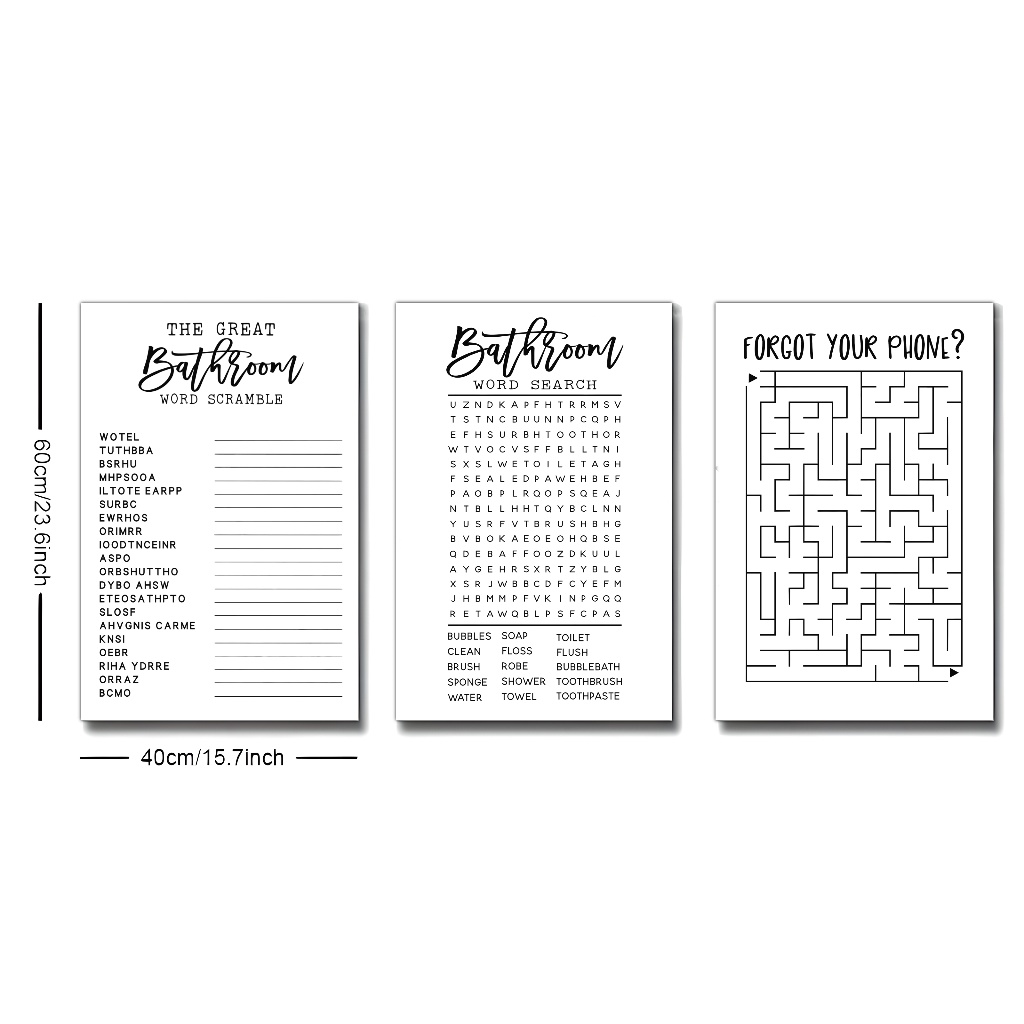 THE GREAT
Bathroom
WORD SCRAMBLE
WOTEL
TUTHBBA
BSRHU
MHPSOOA
ILTOTE EARPP
SURBC
EWRHOS
ORIMRR
IOODTNCEINR
ASPO
ORBSHUTTHO
DYBO AHSW
ETEOSATHPTO
SLOSF
AHVGNIS CARME
KNSI
OEBR
RIHA YDRRE
ORRAZ
BCMO
Bathroom
WORD SEARCH
U Z N D K A P F H T R R M S V
T S T N C B U U N N P C Q P H
E F H S U R B H T O O T H O R
W T V O C V S F F B L L T N I
S X S L W E T O I L E T A G H
F S E A L E D P A W E H B E F
P A O B P L R Q O P S Q E A J
N T B L L H H T Q Y B C L N N
Y U S R F V T B R U S H B H G
B V B O K A E O E O H Q B S E
Q D E B A F F O O Z D K U U L
A Y G E H R S X R T Z Y B L G
X S R J W B B C D F C Y E F M
J H B M M P F V K I N P G Q Q
R E T A W Q B L P S F C P A S
BUBBLES SOAP TOILET
CLEAN FLOSS FLUSH
BRUSH ROBE BUBBLEBATH
SPONGE SHOWER TOOTHBRUSH
WATER TOWEL TOOTHPASTE
FORGOT YOUR PHONE?
60cm/23.6inch
40cm/15.7inch